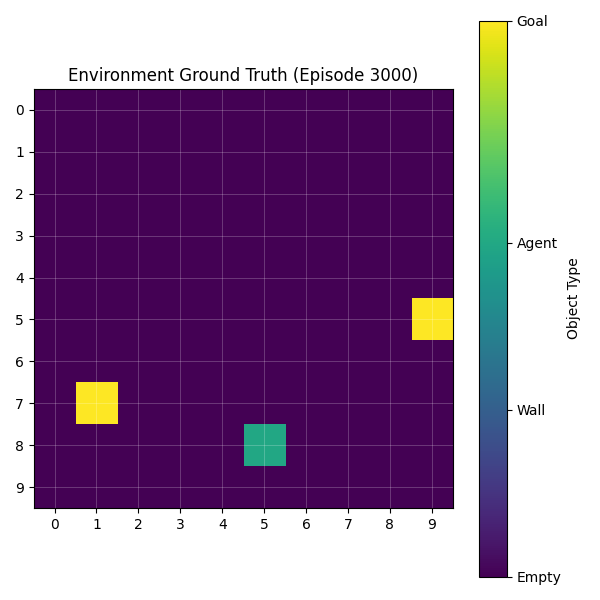 Environment Ground Truth (Episode 3000)
0
1
2
3
4
5
6
7
8
9
0 1 2 3 4 5 6 7 8 9
Goal
Agent
Wall
Empty
Object Type